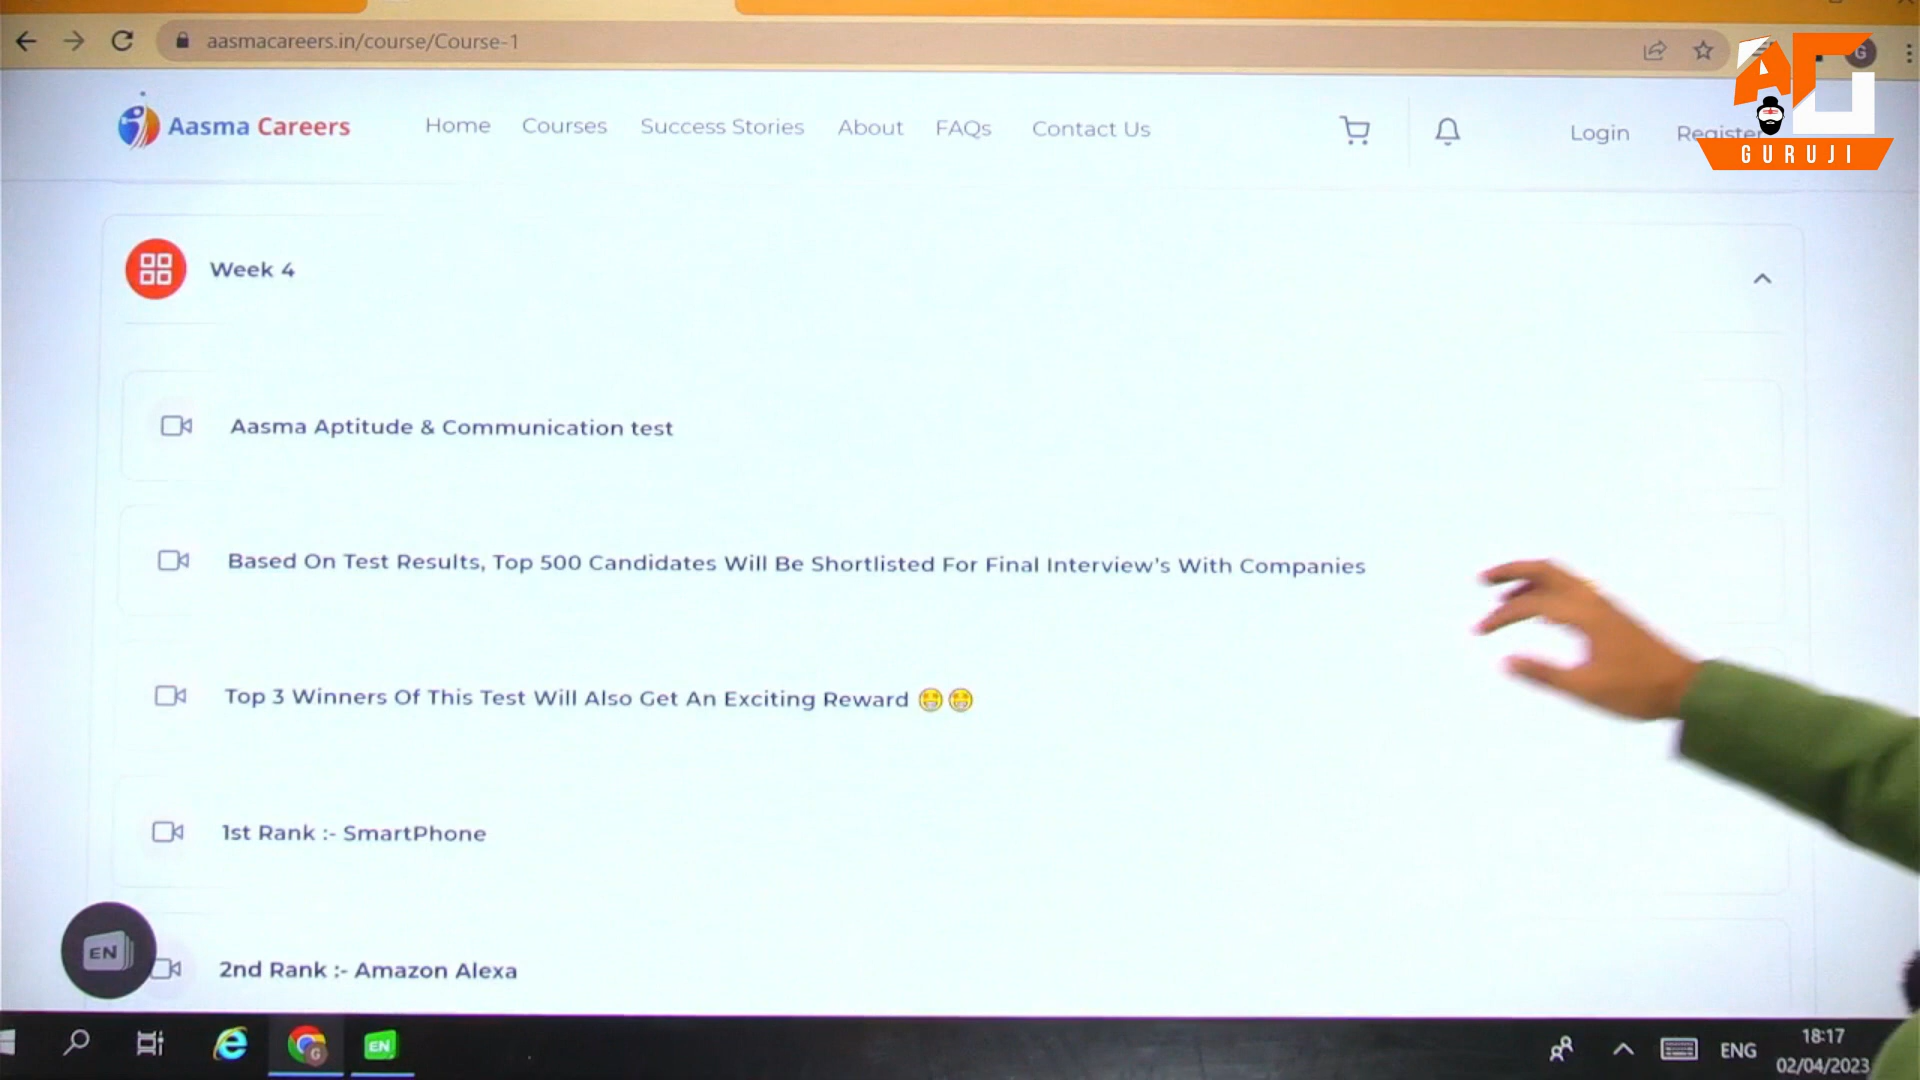 aasmacareers.in/course/Course-1
G
Aasma Careers
Home
Courses
Success Stories
About
FAQs
Contact Us
Login
Register
AG
GURUJI
Week 4
Aasma Aptitude & Communication test
Based On Test Results, Top 500 Candidates Will Be Shortlisted For Final Interview's With Companies
Top 3 Winners Of This Test Will Also Get An Exciting Reward 😁😁
1st Rank :- SmartPhone
EN
2nd Rank :- Amazon Alexa
G
EN
ENG
18:17
02/04/2023